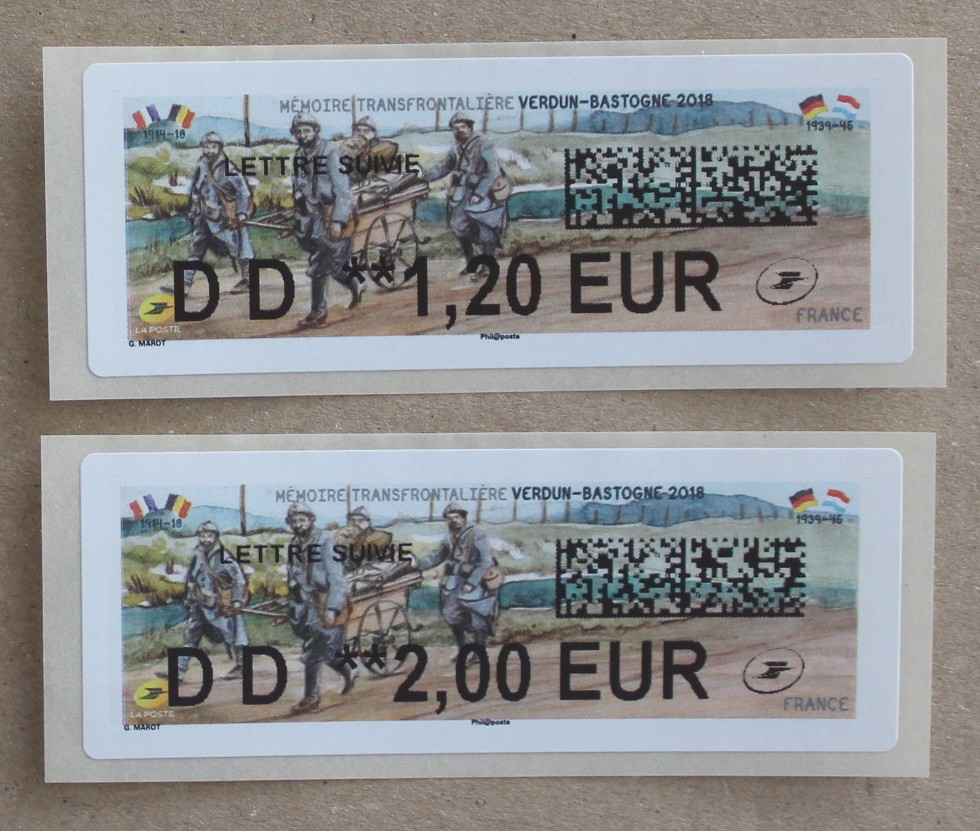 MÉMOIRE TRANSFRONTALIÈRE VERDUN-BASTOGNE 2018
1914-18
1939-45
LETTRE SUIVIE
D D **1,20 EUR
LA POSTE
FRANCE
G. MAROT
Phil@poste
MÉMOIRE TRANSFRONTALIÈRE VERDUN-BASTOGNE 2018
1914-18
1939-45
LETTRE SUIVIE
D D **2,00 EUR
LA POSTE
FRANCE
G. MAROT
Phil@poste